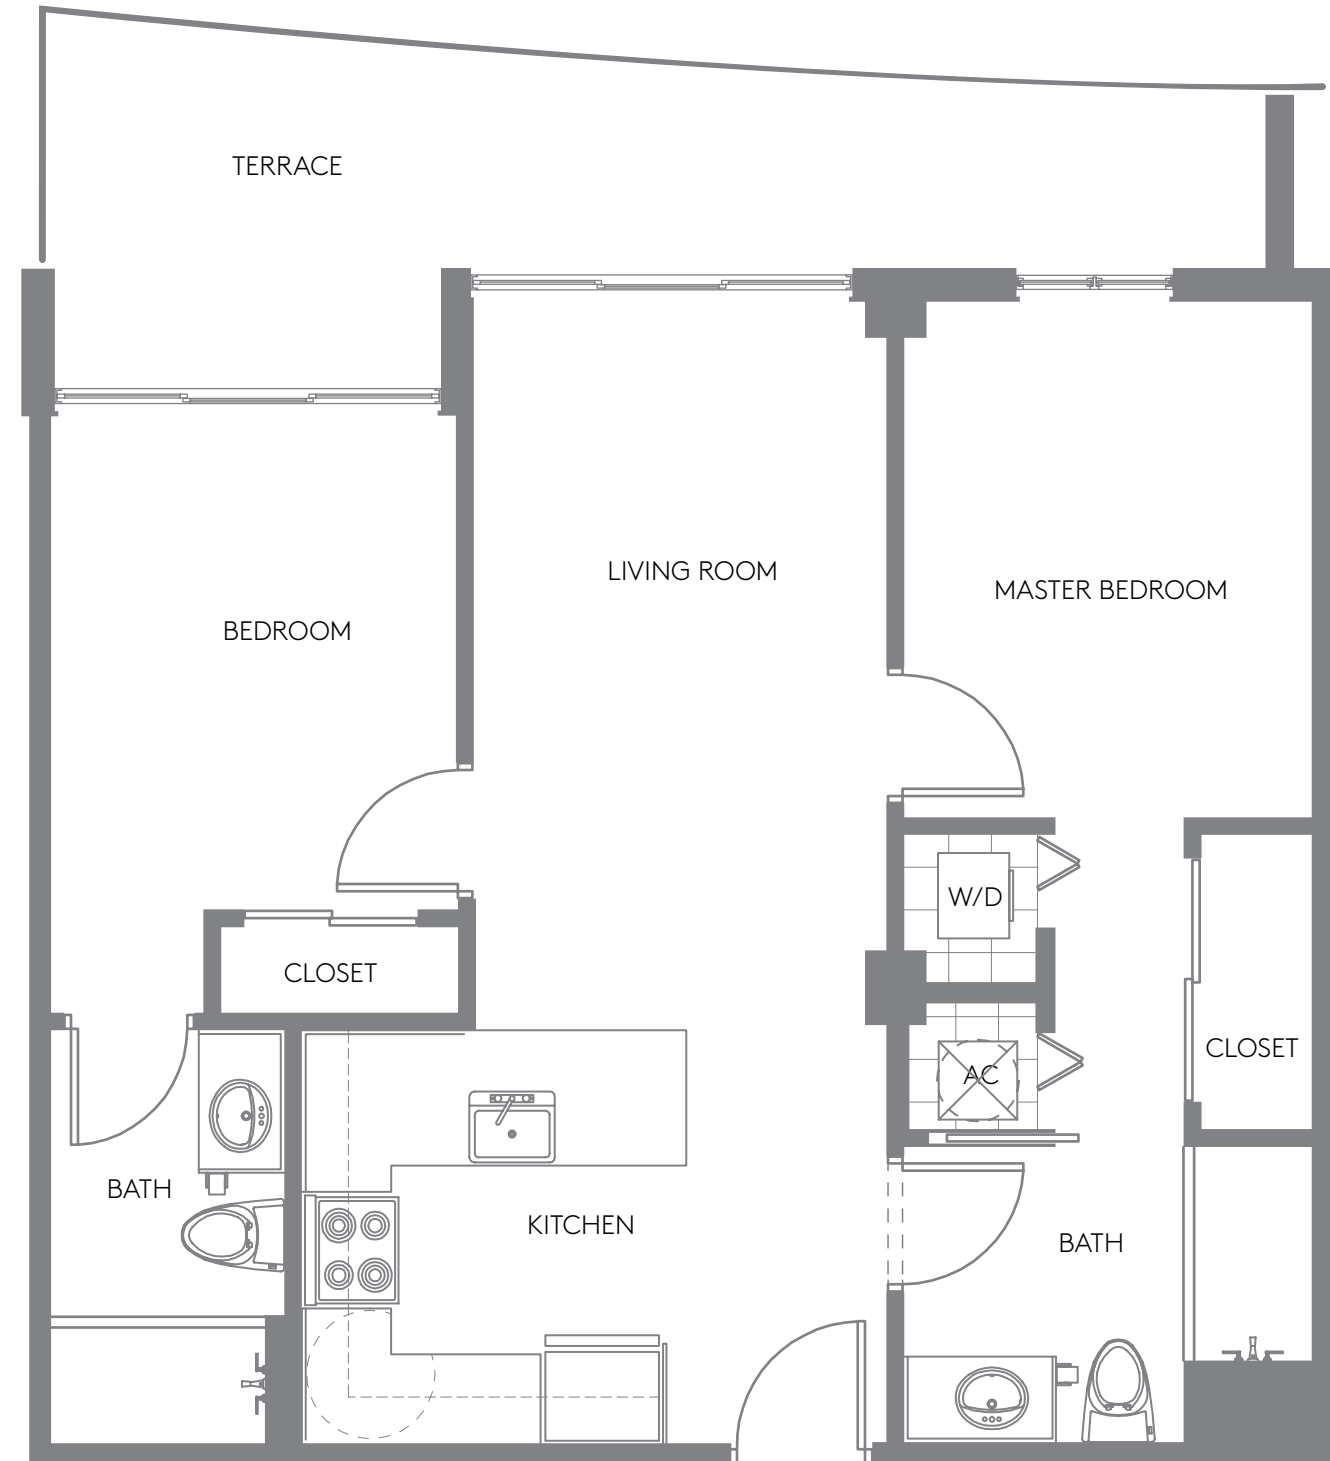 TERRACE
LIVING ROOM
MASTER BEDROOM
BEDROOM
W/D
CLOSET
CLOSET
AC
BATH
KITCHEN
BATH